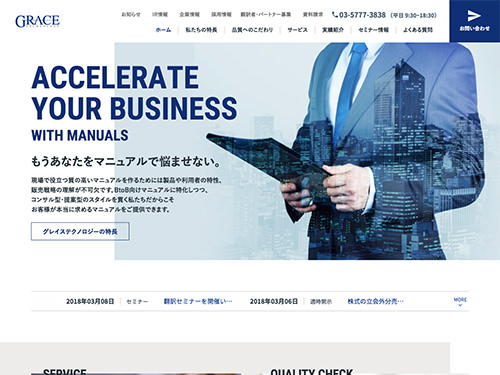 GRACE
お知らせ IR情報 企業情報 採用情報 翻訳者・パートナー募集 資料請求 03-5777-3838 (平日 9:30~18:30)
お問い合わせ
ホーム 私たちの特長 品質へのこだわり サービス 実績紹介 セミナー情報 よくある質問
ACCELERATE
YOUR BUSINESS
WITH MANUALS
もうあなたをマニュアルで悩ませない。
現場で役立つ質の高いマニュアルを作るためには製品や利用者の特性、
販売戦略の理解が不可欠です。BtoB向けマニュアルに特化しつつ、
コンサル型・提案型のスタイルを貫く私たちだからこそ
お客様が本当に求めるマニュアルをご提供できます。
グレイステクノロジーの特長
2018年03月08日 セミナー 翻訳セミナーを開催い… 2018年03月06日 適時開示 株式の立会外分売… MORE
SERVICE QUALITY CHECK